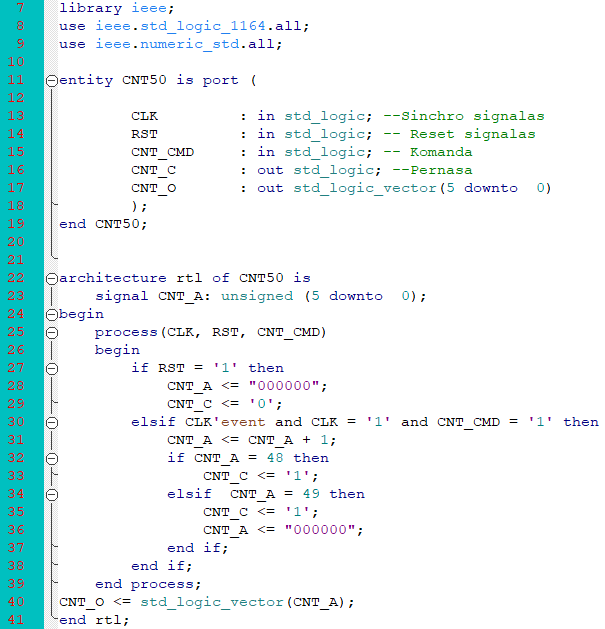 7 library ieee;
8 use ieee.std_logic_1164.all;
9 use ieee.numeric_std.all;
10
11 entity CNT50 is port (
12
13 CLK : in std_logic; --Sinchro signalas
14 RST : in std_logic; -- Reset signalas
15 CNT_CMD : in std_logic; -- Komanda
16 CNT_C : out std_logic; --Pernasa
17 CNT_O : out std_logic_vector(5 downto 0)
18 );
19 end CNT50;
20
21
22 architecture rtl of CNT50 is
23 signal CNT_A: unsigned (5 downto 0);
24 begin
25 process(CLK, RST, CNT_CMD)
26 begin
27 if RST = '1' then
28 CNT_A <= "000000";
29 CNT_C <= '0';
30 elsif CLK'event and CLK = '1' and CNT_CMD = '1' then
31 CNT_A <= CNT_A + 1;
32 if CNT_A = 48 then
33 CNT_C <= '1';
34 elsif CNT_A = 49 then
35 CNT_C <= '1';
36 CNT_A <= "000000";
37 end if;
38 end if;
39 end process;
40 CNT_O <= std_logic_vector(CNT_A);
41 end rtl;